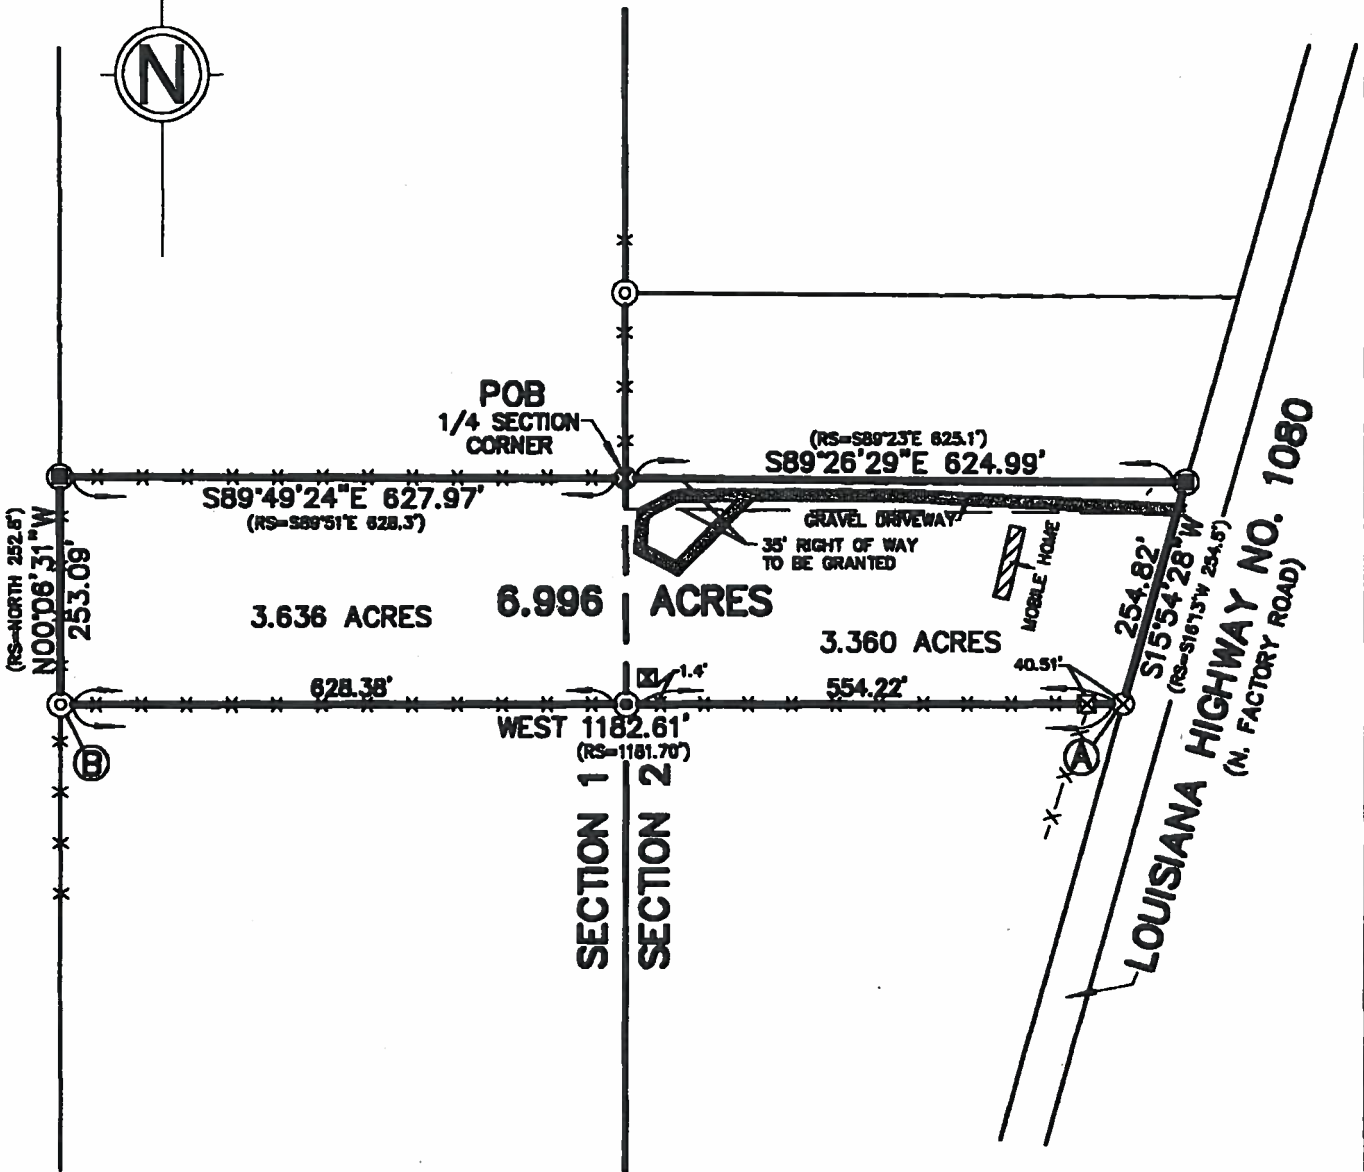 N
POB
1/4 SECTION
CORNER
(RS=S89°23'E 625.1')
S89°26'29"E 624.99'
S89°49'24"E 627.97'
(RS=S89°51'E 628.3')
GRAVEL DRIVEWAY
35' RIGHT OF WAY
TO BE GRANTED
MOBILE HOME
(RS=NORTH 252.8')
N00°06'31"W
253.09'
3.636 ACRES
6.996 ACRES
3.360 ACRES
254.82'
S15°54'28"W
(RS=S16°13'W 254.5')
LOUISIANA HIGHWAY NO. 1080
(N. FACTORY ROAD)
1.4'
40.51'
628.38'
554.22'
WEST 1182.61'
(RS=1181.70')
B
A
SECTION 1
SECTION 2